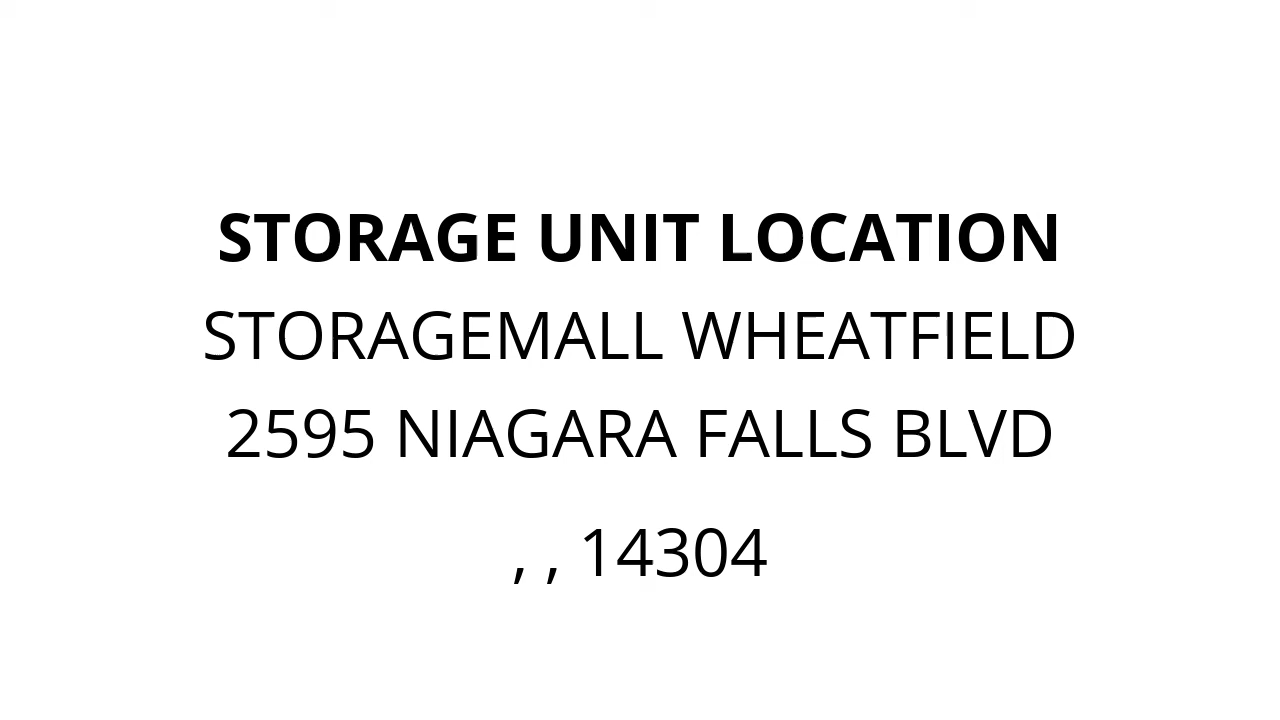 STORAGE UNIT LOCATION
STORAGEMALL WHEATFIELD
2595 NIAGARA FALLS BLVD
, , 14304